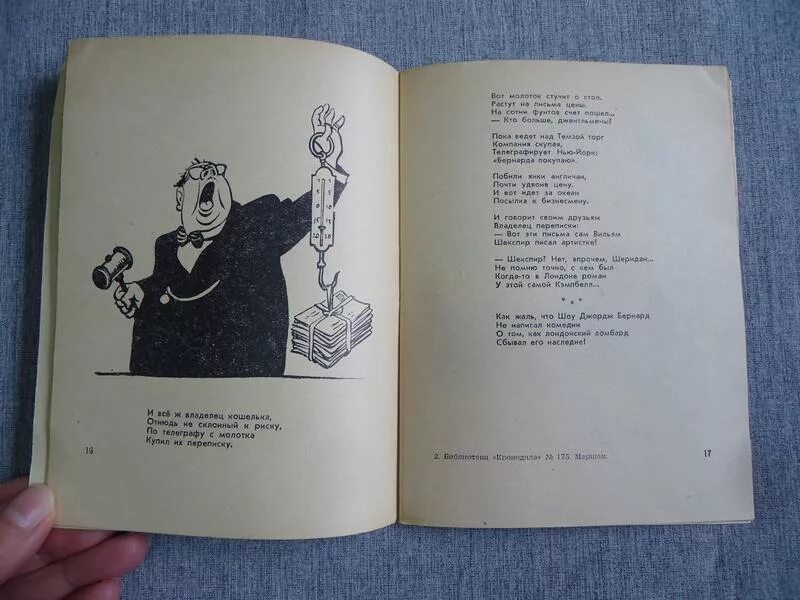 И всё ж владелец кошелька,
Отнюдь не склонный к риску,
По телеграфу с молотка
Купил их переписку,
16
Вот молоток стучит о стол.
Растут на письма цены.
На сотни фунтов счет пошел...
— Кто больше, джентльмены?
Пока ведет над Темзой торг
Компания скупая,
Телеграфирует Нью-Йорк:
«Бернарда покупаю».
Побили янки англичан,
Почти удвоив цену.
И вот идет за океан
Посылка к бизнесмену.
И говорит своим друзьям
Владелец переписки:
— Вот эти письма сам Вильям
Шекспир писал артистке!
— Шекспир? Нет, впрочем, Шеридан...
Не помню точно, с кем был
Когда-то в Лондоне роман
У этой самой Кэмпбелл...
* * *
Как жаль, что Шоу Джордж Бернард
Не написал комедии
О том, как лондонский ломбард
Сбывал его наследие!
2. Библиотека «Крокодила» № 175. Маршак.
17